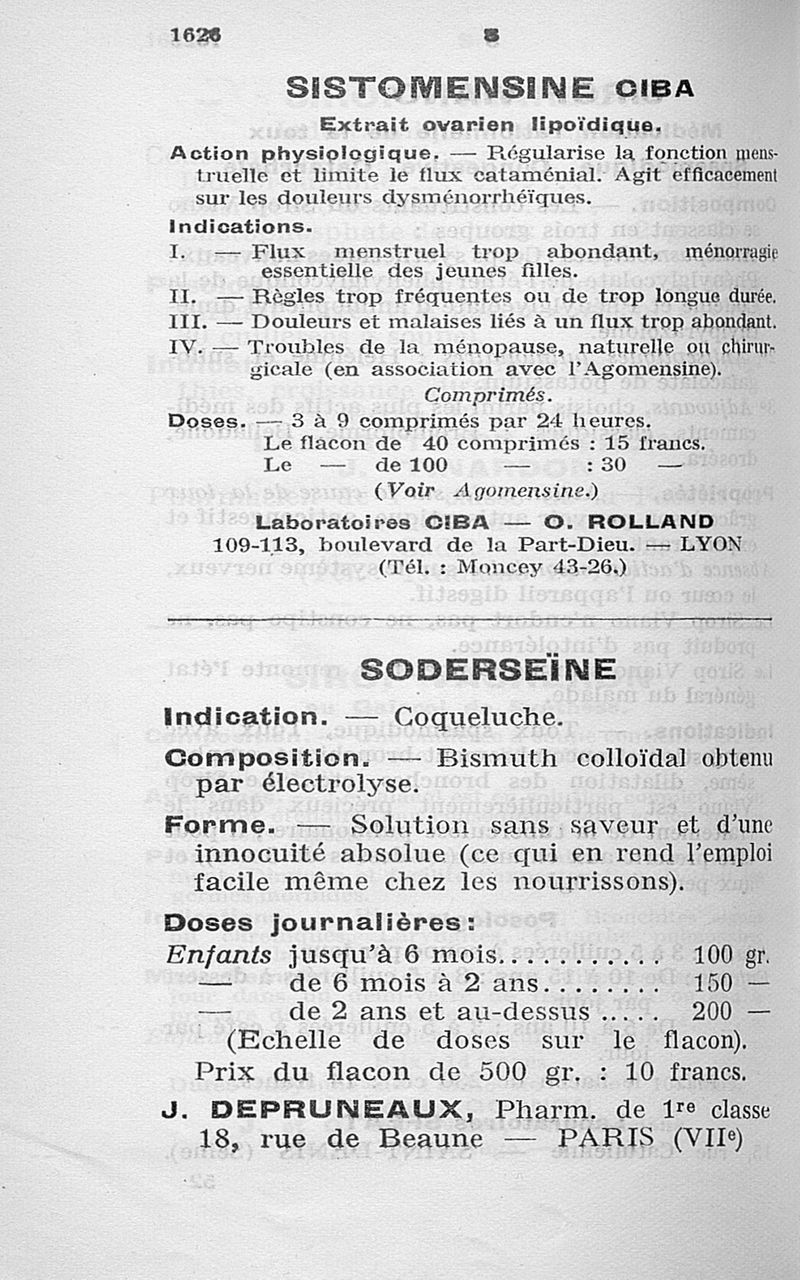 1626 S
SISTOMENSINE CIBA
Extrait ovarien lipoïdique.
Action physiologique. — Régularise la fonction mens-
truelle et limite le flux cataménial. Agit efficacement
sur les douleurs dysménorrhéïques.
Indications.
I. — Flux menstruel trop abondant, ménorragie
essentielle des jeunes filles.
II. — Règles trop fréquentes ou de trop longue durée.
III. — Douleurs et malaises liés à un flux trop abondant.
IV. — Troubles de la ménopause, naturelle ou chirur-
gicale (en association avec l'Agomensine).
Comprimés.
Doses. — 3 à 9 comprimés par 24 heures.
Le flacon de 40 comprimés : 15 francs.
Le — de 100 — : 30 —
(Voir Agomensine.)
Laboratoires CIBA — O. ROLLAND
109-113, boulevard de la Part-Dieu. — LYON
(Tél. : Moncey 43-26.)
SODERSEÏNE
Indication. — Coqueluche.
Composition. — Bismuth colloïdal obtenu
par électrolyse.
Forme. — Solution sans saveur et d'une
innocuité absolue (ce qui en rend l'emploi
facile même chez les nourrissons).
Doses journalières :
Enfants jusqu'à 6 mois............ 100 gr.
— de 6 mois à 2 ans......... 150 —
— de 2 ans et au-dessus ..... 200 —
(Echelle de doses sur le flacon).
Prix du flacon de 500 gr. : 10 francs.
J. DEPRUNEAUX, Pharm. de 1re classe
18, rue de Beaune — PARIS (VIIe)